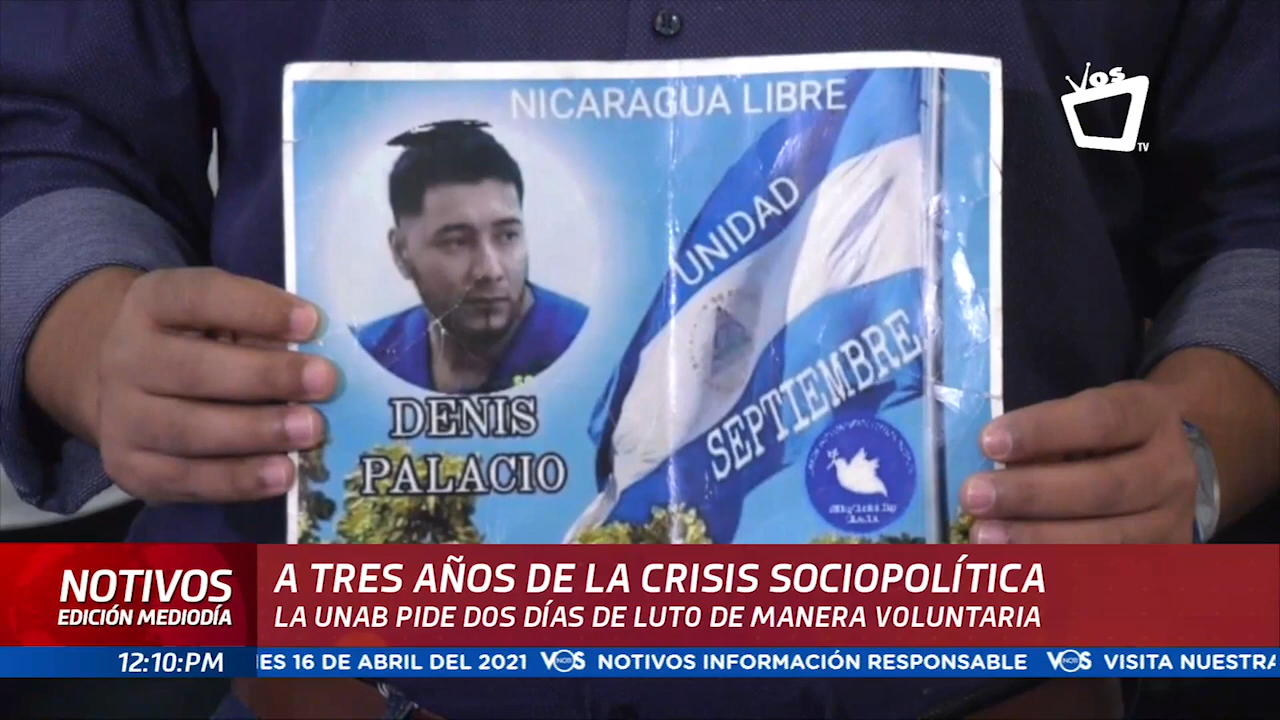 NICARAGUA LIBRE
VOS
TV
UNIDAD
SEPTIEMBRE
DENIS
PALACIO
NOTIVOS
EDICIÓN MEDIODÍA
A TRES AÑOS DE LA CRISIS SOCIOPOLÍTICA
LA UNAB PIDE DOS DÍAS DE LUTO DE MANERA VOLUNTARIA
12:10:PM
ES 16 DE ABRIL DEL 2021 VOS NOTIVOS INFORMACIÓN RESPONSABLE VOS VISITA NUESTRA